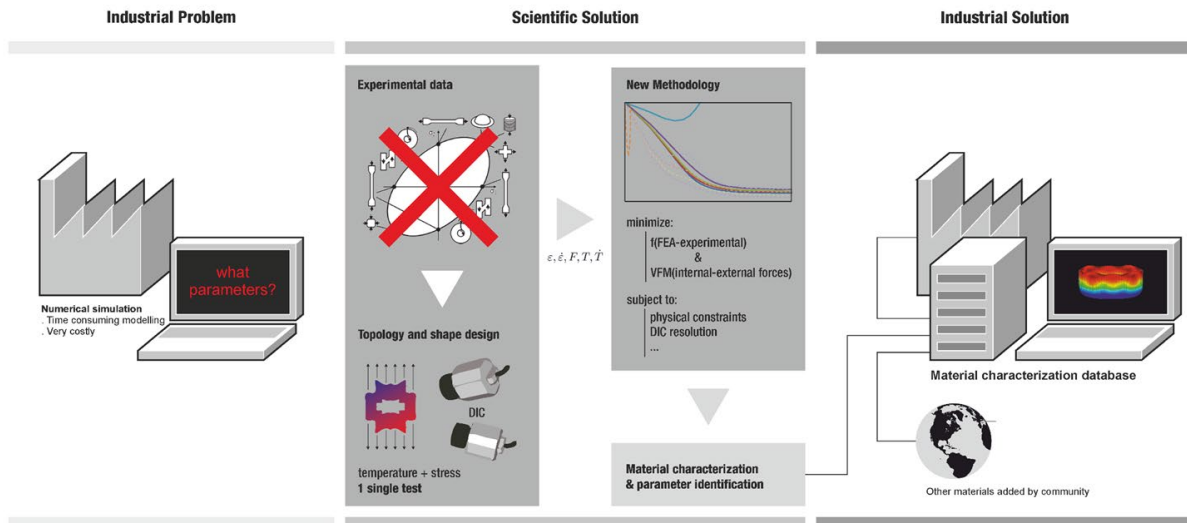 Industrial Problem
Scientific Solution
Industrial Solution
what
parameters?
Numerical simulation
. Time consuming modelling
. Very costly
Experimental data
Topology and shape design
DIC
temperature + stress
1 single test
ε, ε̇, F, T, Ṫ
New Methodology
minimize:
f(FEA-experimental)
&
VFM(internal-external forces)
subject to:
physical constraints
DIC resolution
...
Material characterization
& parameter identification
Material characterization database
Other materials added by community